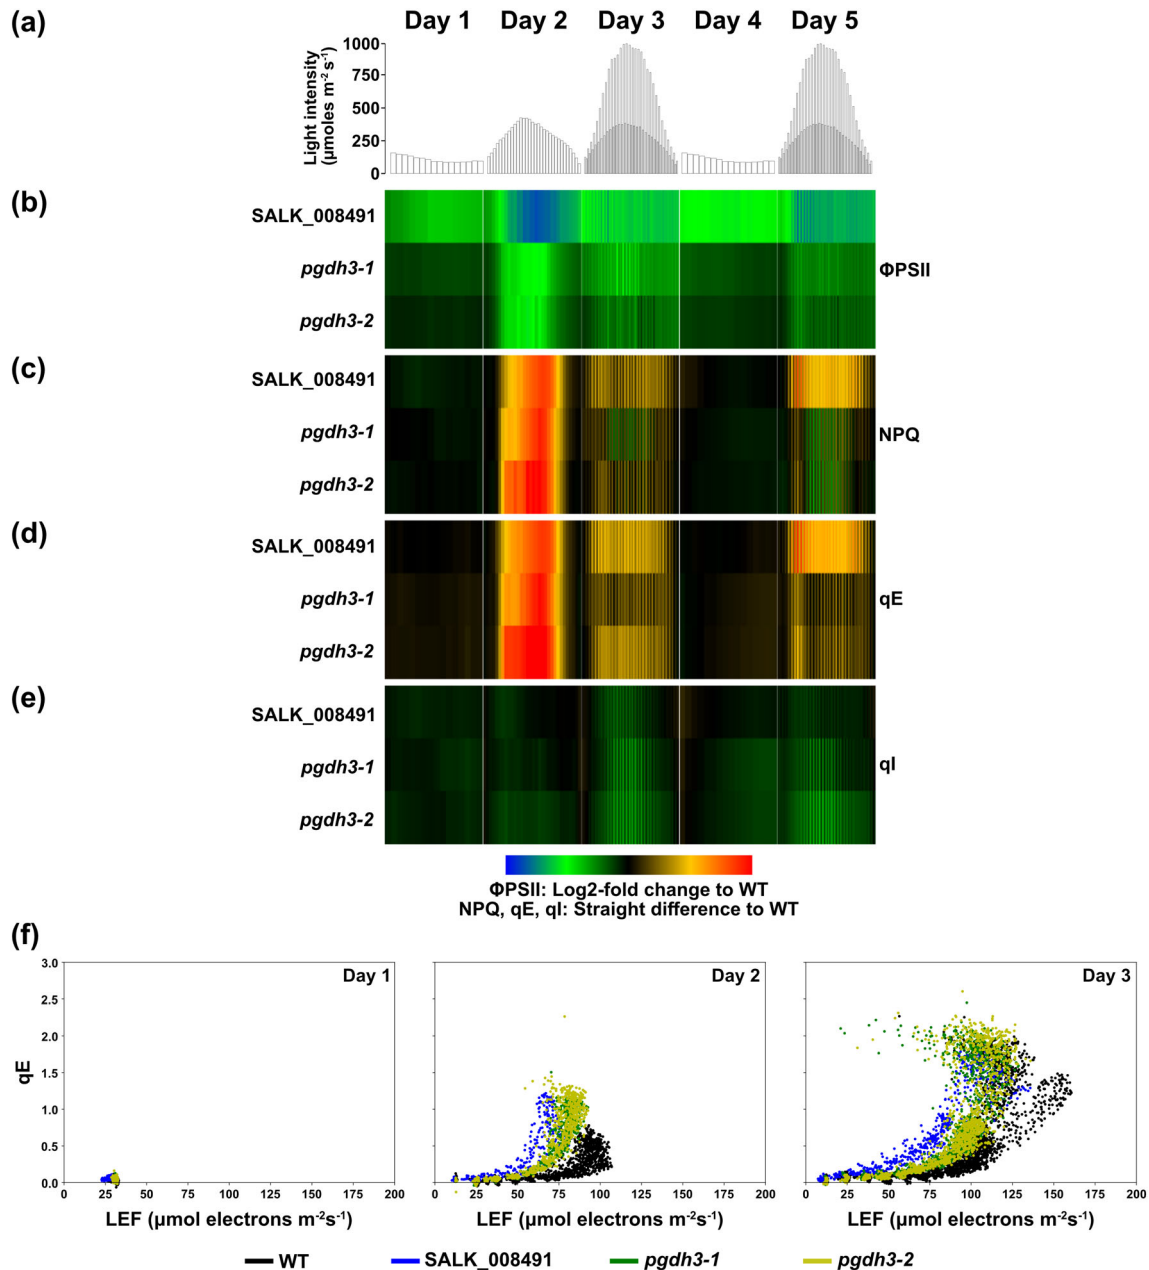 (a)
Day 1 Day 2 Day 3 Day 4 Day 5
Light intensity
(µmoles m-2 s-1)
1000
750
500
250
0
(b)
SALK_008491
pgdh3-1
pgdh3-2
ΦPSII
(c)
SALK_008491
pgdh3-1
pgdh3-2
NPQ
(d)
SALK_008491
pgdh3-1
pgdh3-2
qE
(e)
SALK_008491
pgdh3-1
pgdh3-2
qI
ΦPSII: Log2-fold change to WT
NPQ, qE, qI: Straight difference to WT
(f)
qE
3.0
2.5
2.0
1.5
1.0
0.5
0.0
Day 1
0 25 50 75 100 125 150 175 200
LEF (µmol electrons m-2s-1)
Day 2
0 25 50 75 100 125 150 175 200
LEF (µmol electrons m-2s-1)
Day 3
0 25 50 75 100 125 150 175 200
LEF (µmol electrons m-2s-1)
WT SALK_008491 pgdh3-1 pgdh3-2